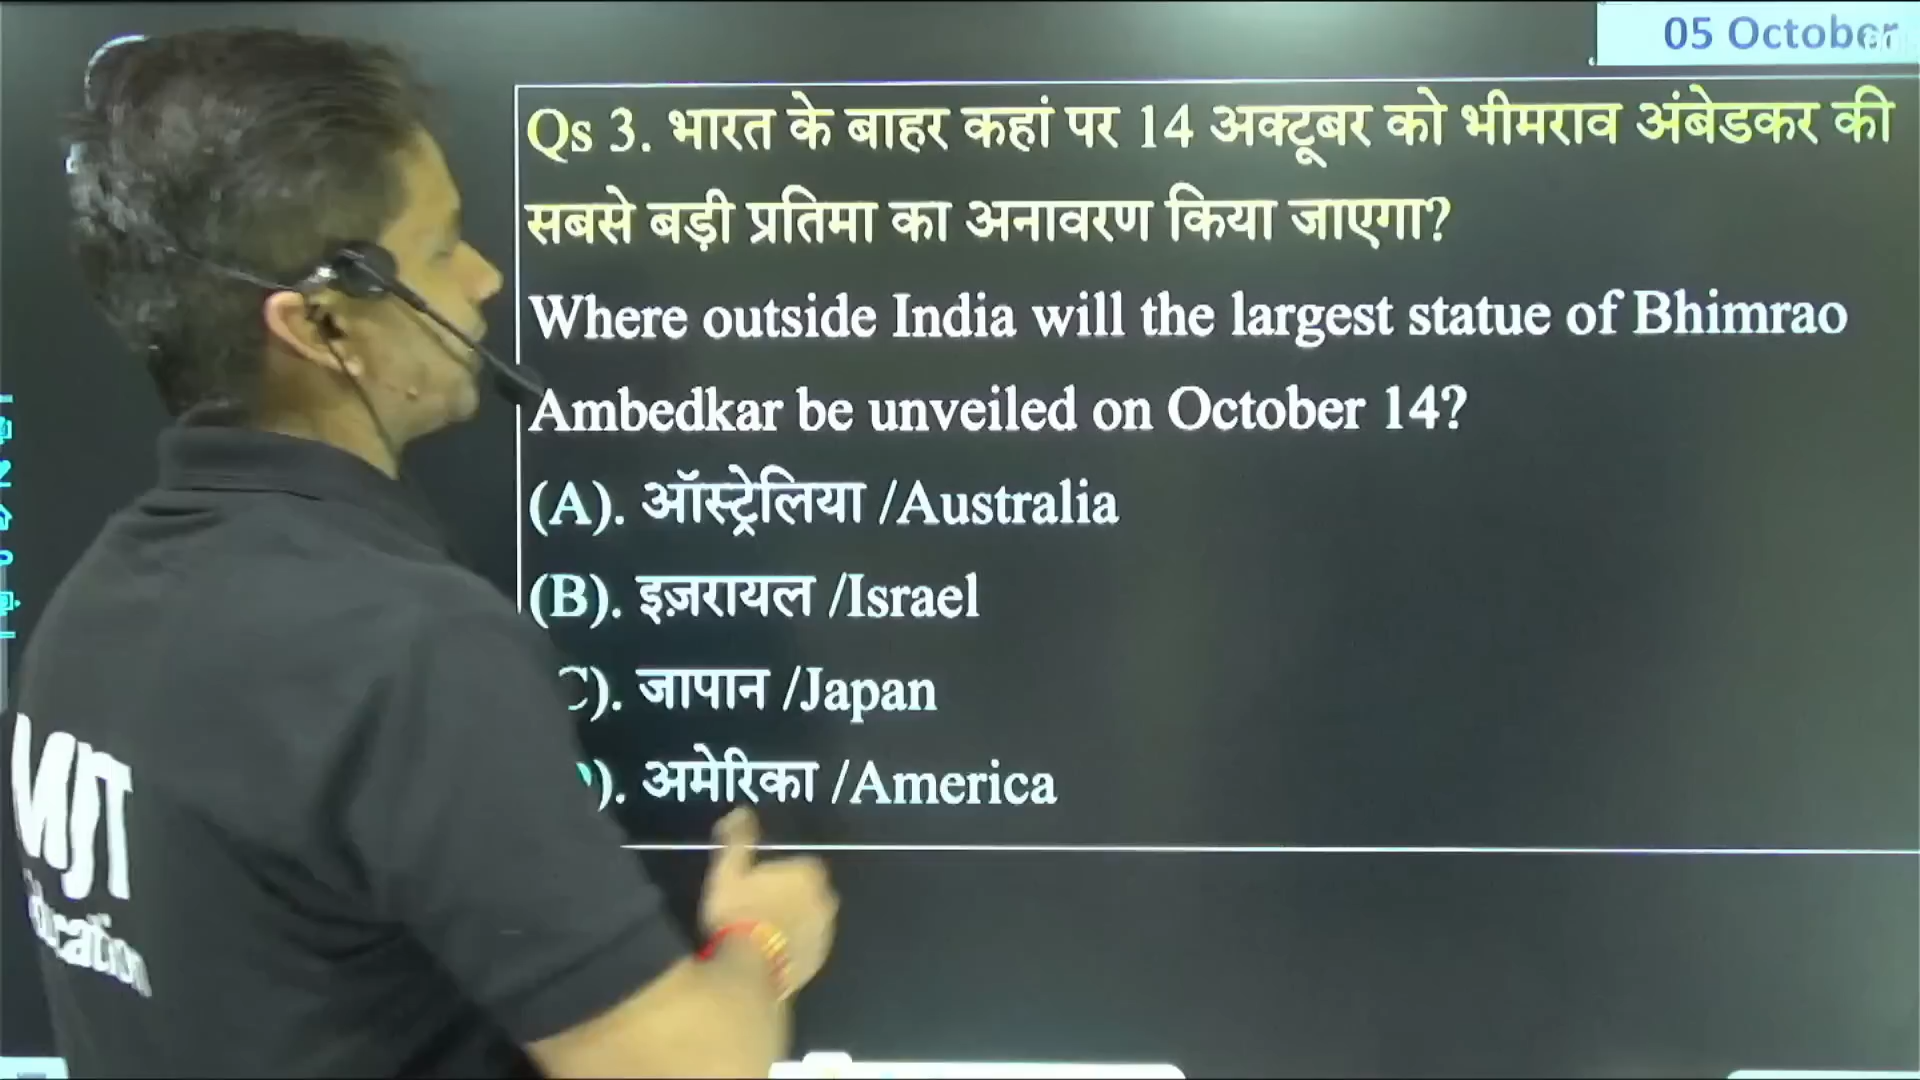 05 October
Qs 3. भारत के बाहर कहां पर 14 अक्टूबर को भीमराव अंबेडकर की
सबसे बड़ी प्रतिमा का अनावरण किया जाएगा?
Where outside India will the largest statue of Bhimrao
Ambedkar be unveiled on October 14?
(A). ऑस्ट्रेलिया /Australia
(B). इज़रायल /Israel
C). जापान /Japan
). अमेरिका /America
MJT
Education